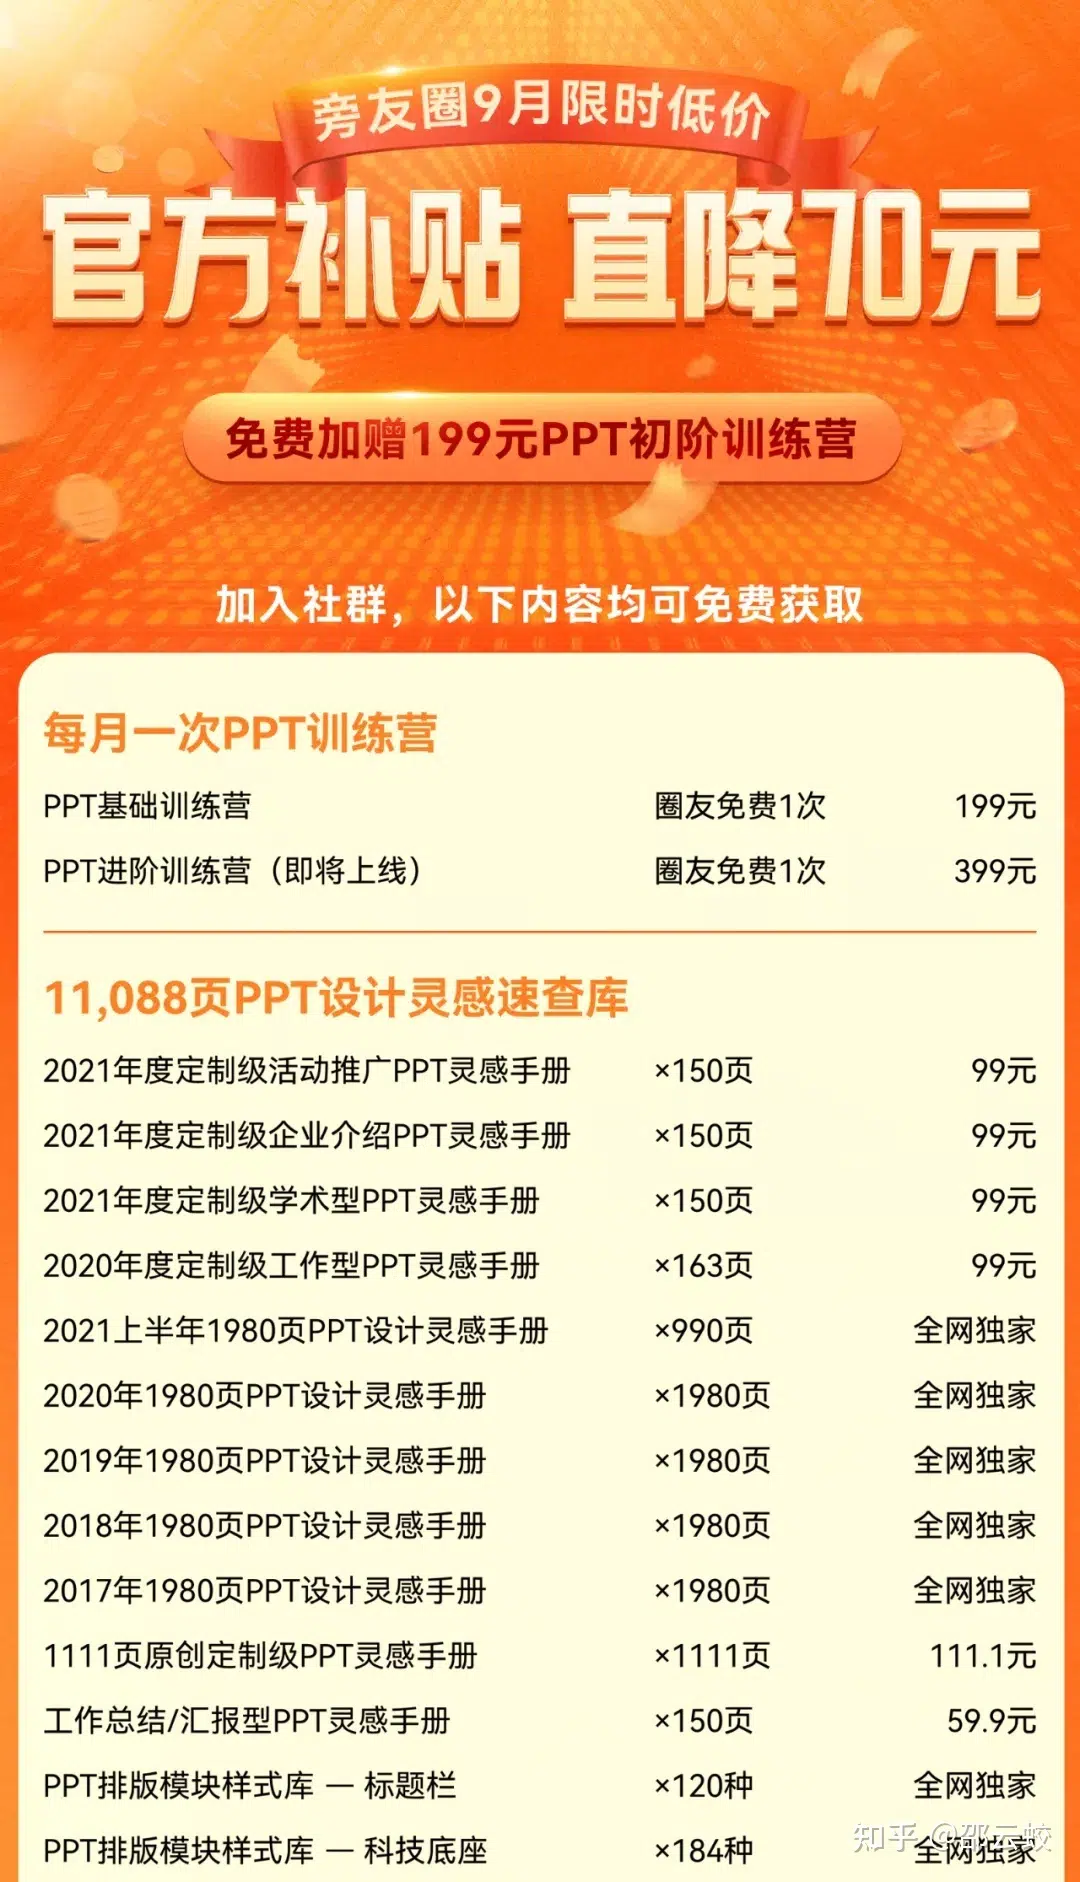 旁友圈9月限时低价
官方补贴 直降70元
免费加赠199元PPT初阶训练营
加入社群，以下内容均可免费获取
每月一次PPT训练营
PPT基础训练营 圈友免费1次 199元
PPT进阶训练营（即将上线） 圈友免费1次 399元
11,088页PPT设计灵感速查库
2021年度定制级活动推广PPT灵感手册 ×150页 99元
2021年度定制级企业介绍PPT灵感手册 ×150页 99元
2021年度定制级学术型PPT灵感手册 ×150页 99元
2020年度定制级工作型PPT灵感手册 ×163页 99元
2021上半年1980页PPT设计灵感手册 ×990页 全网独家
2020年1980页PPT设计灵感手册 ×1980页 全网独家
2019年1980页PPT设计灵感手册 ×1980页 全网独家
2018年1980页PPT设计灵感手册 ×1980页 全网独家
2017年1980页PPT设计灵感手册 ×1980页 全网独家
1111页原创定制级PPT灵感手册 ×1111页 111.1元
工作总结/汇报型PPT灵感手册 ×150页 59.9元
PPT排版模块样式库 — 标题栏 ×120种 全网独家
PPT排版模块样式库 — 科技底座 ×184种 全网独家
知乎 @邵云蛟